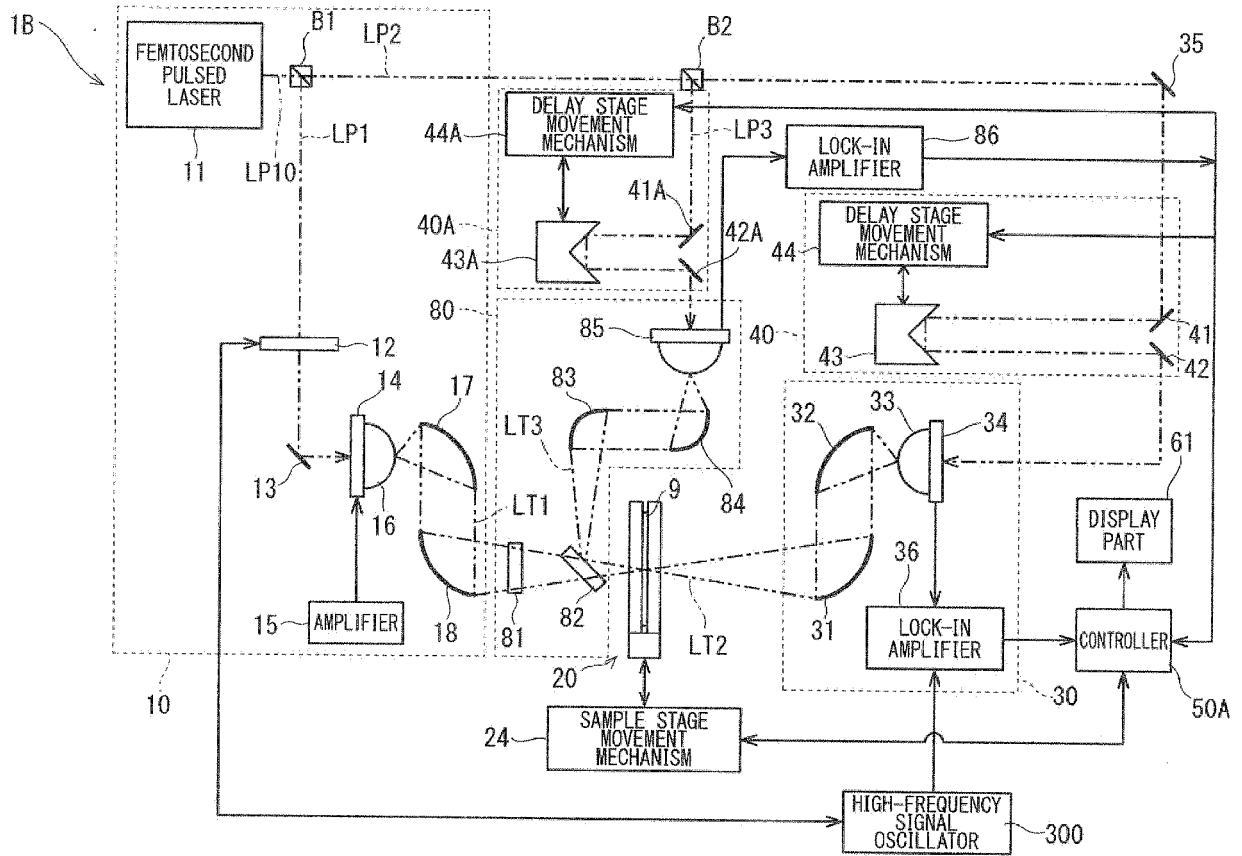 1B
FEMTOSECOND
PULSED
LASER
11
LP10
B1
LP2
LP1
B2
35
DELAY STAGE
MOVEMENT
MECHANISM
44A
LP3
LOCK-IN
AMPLIFIER
86
41A
40A
42A
43A
DELAY STAGE
MOVEMENT
MECHANISM
44
80
85
40
41
43
42
12
14
17
83
32
33
34
LT3
61
13
84
9
16
LT1
DISPLAY
PART
36
15
AMPLIFIER
18
81
82
31
LT2
LOCK-IN
AMPLIFIER
CONTROLLER
20
10
30
50A
24
SAMPLE STAGE
MOVEMENT
MECHANISM
HIGH-FREQUENCY
SIGNAL
OSCILLATOR
300